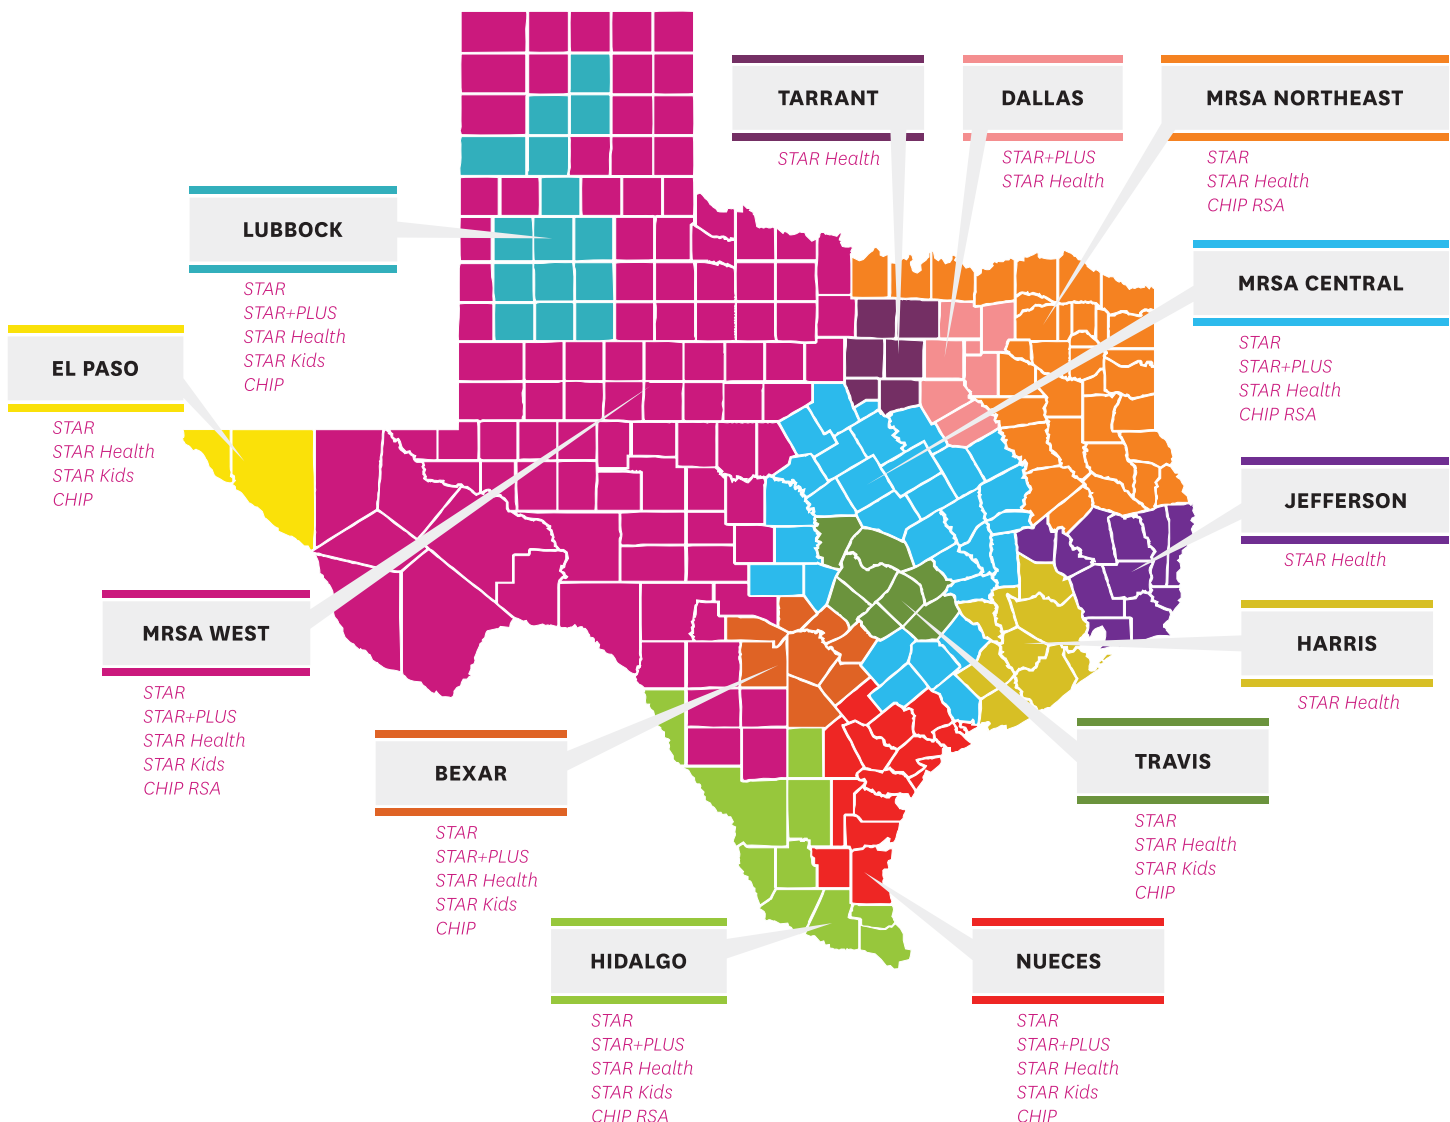 TARRANT
STAR Health
DALLAS
STAR+PLUS
STAR Health
MRSA NORTHEAST
STAR
STAR Health
CHIP RSA
LUBBOCK
STAR
STAR+PLUS
STAR Health
STAR Kids
CHIP
MRSA CENTRAL
STAR
STAR+PLUS
STAR Health
CHIP RSA
EL PASO
STAR
STAR Health
STAR Kids
CHIP
JEFFERSON
STAR Health
MRSA WEST
STAR
STAR+PLUS
STAR Health
STAR Kids
CHIP RSA
HARRIS
STAR Health
BEXAR
STAR
STAR+PLUS
STAR Health
STAR Kids
CHIP
TRAVIS
STAR
STAR Health
STAR Kids
CHIP
HIDALGO
STAR
STAR+PLUS
STAR Health
STAR Kids
CHIP RSA
NUECES
STAR
STAR+PLUS
STAR Health
STAR Kids
CHIP